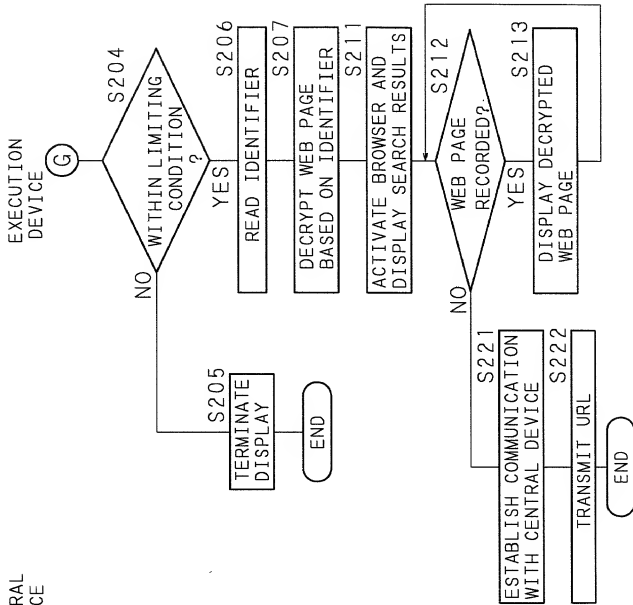 RAL
CE
EXECUTION
DEVICE
G
S204
WITHIN LIMITING
CONDITION
?
NO
YES
S205
TERMINATE
DISPLAY
END
S206
READ IDENTIFIER
S207
DECRYPT WEB PAGE
BASED ON IDENTIFIER
S211
ACTIVATE BROWSER AND
DISPLAY SEARCH RESULTS
S212
WEB PAGE
RECORDED?
NO
YES
S213
DISPLAY DECRYPTED
WEB PAGE
S221
ESTABLISH COMMUNICATION
WITH CENTRAL DEVICE
S222
TRANSMIT URL
END